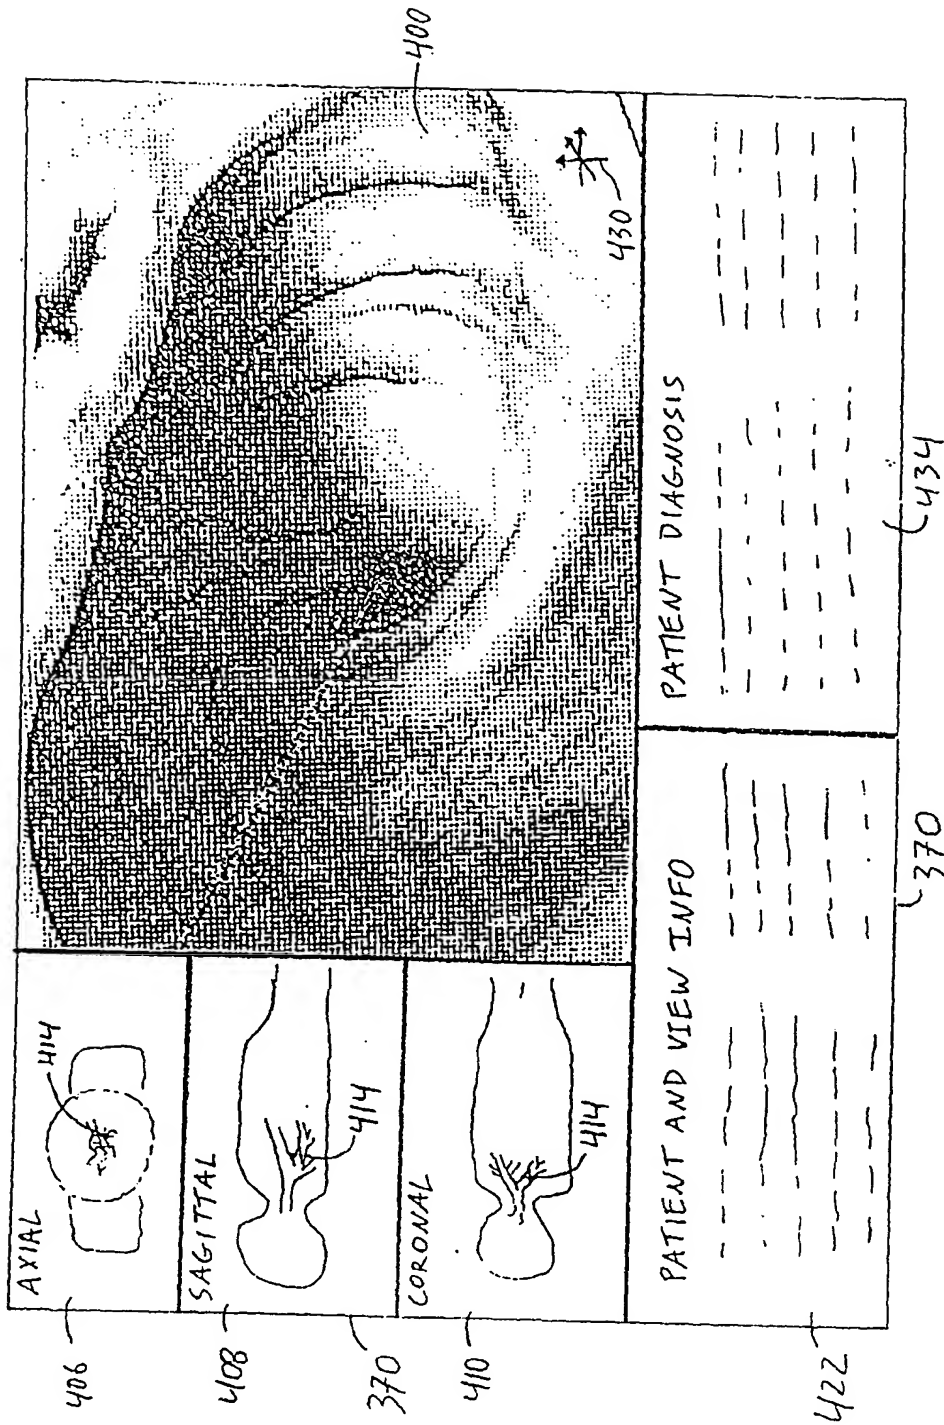 AXIAL
414
406
SAGITTAL
414
408
370
CORONAL
414
410
400
430
PATIENT AND VIEW INFO
422
370
PATIENT DIAGNOSIS
434